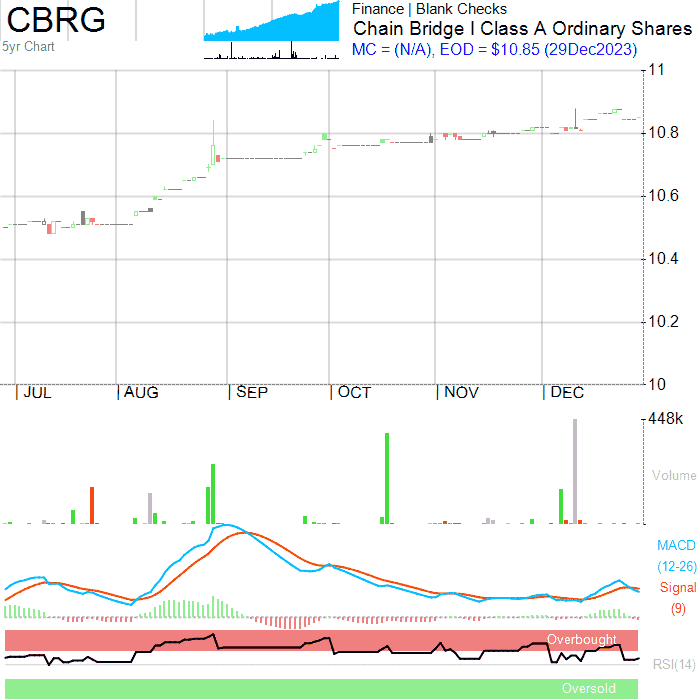 CBRG
5yr Chart
Finance | Blank Checks
Chain Bridge I Class A Ordinary Shares
MC = (N/A), EOD = $10.85 (29Dec2023)
11
10.8
10.6
10.4
10.2
10
| JUL | AUG | SEP | OCT | NOV | DEC
448k
Volume
MACD
(12-26)
Signal
(9)
Overbought
RSI(14)
Oversold